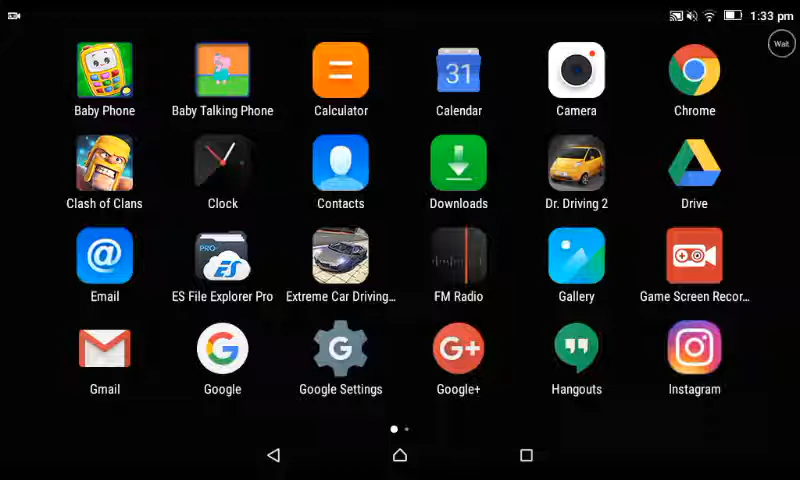 1:33 pm
Wait
31
Baby Phone
Baby Talking Phone
Calculator
Calendar
Camera
Chrome
Clash of Clans
Clock
Contacts
Downloads
Dr. Driving 2
Drive
@
PRO
ES
Email
ES File Explorer Pro
Extreme Car Driving...
FM Radio
Gallery
Game Screen Recor...
G
G
G+
Gmail
Google
Google Settings
Google+
Hangouts
Instagram